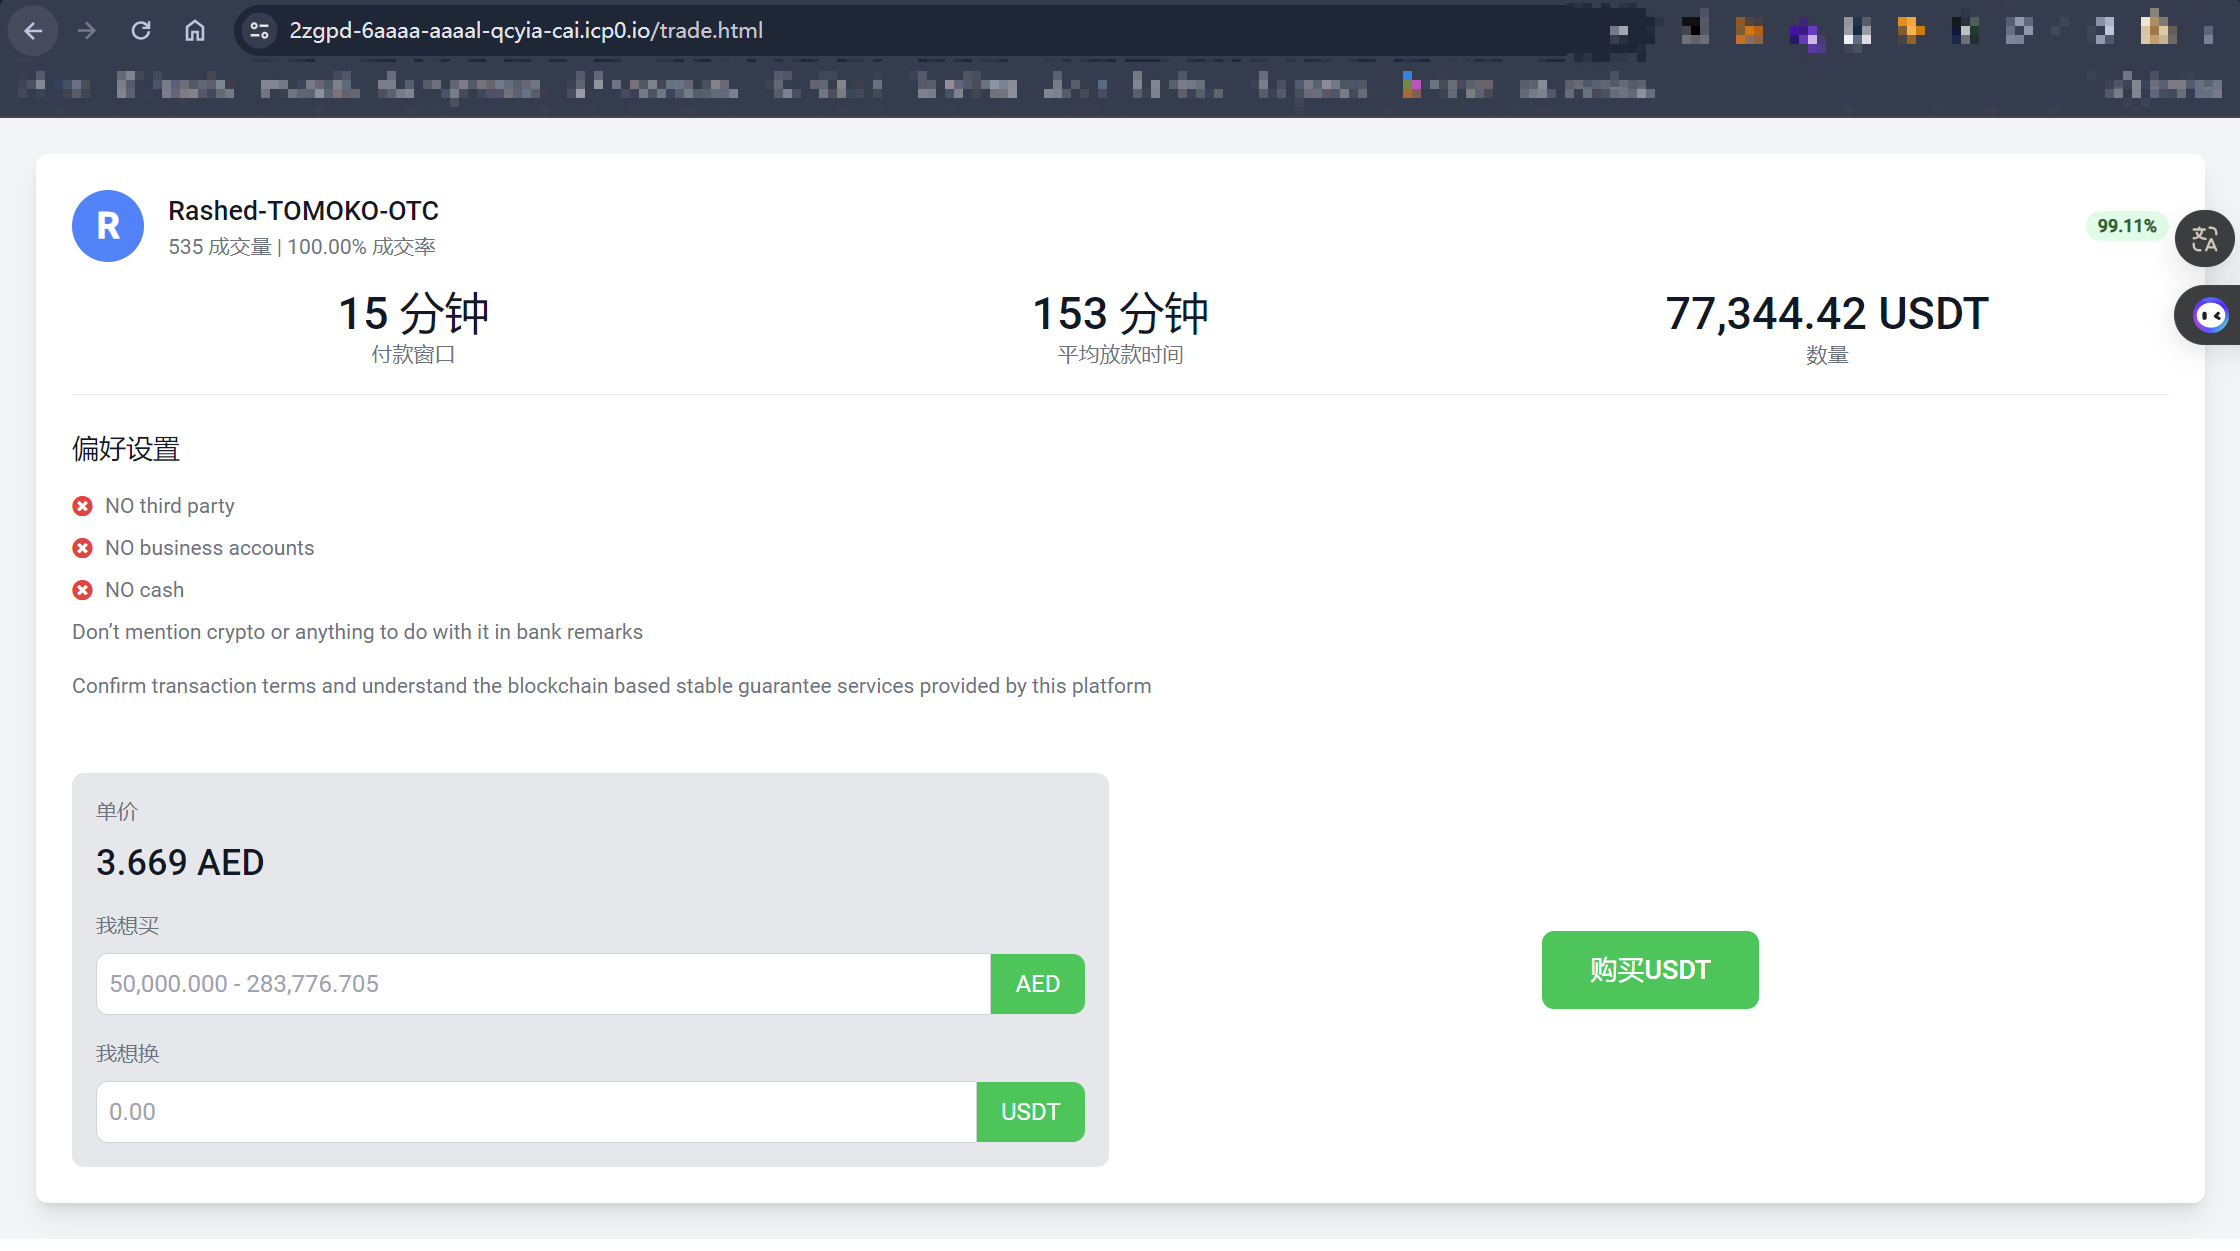 2zgpd-6aaaa-aaaal-qcyia-cai.icp0.io/trade.html
R
Rashed-TOMOKO-OTC
535 成交量 | 100.00% 成交率
99.11%
15 分钟
付款窗口
153 分钟
平均放款时间
77,344.42 USDT
数量
偏好设置
NO third party
NO business accounts
NO cash
Don’t mention crypto or anything to do with it in bank remarks
Confirm transaction terms and understand the blockchain based stable guarantee services provided by this platform
单价
3.669 AED
我想买
50,000.000 - 283,776.705
AED
购买USDT
我想换
0.00
USDT